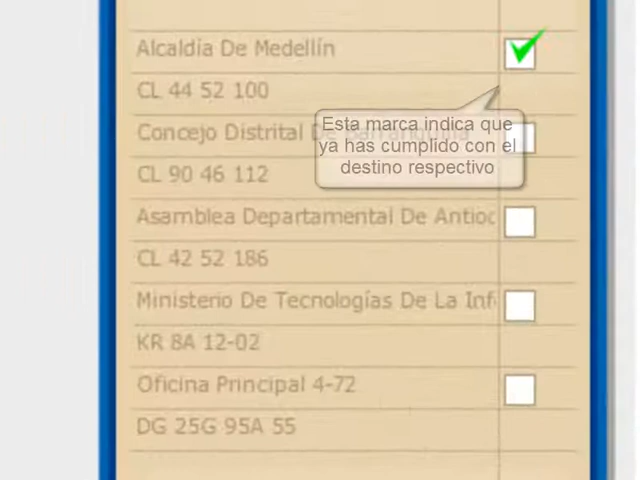 Alcaldía De Medellín
CL 44 52 100
Esta marca indica que
ya has cumplido con el
destino respectivo
Concejo Distrital De Barranquilla
CL 90 46 112
Asamblea Departamental De Antioc
CL 42 52 186
Ministerio De Tecnologías De La Inf
KR 8A 12-02
Oficina Principal 4-72
DG 25G 95A 55